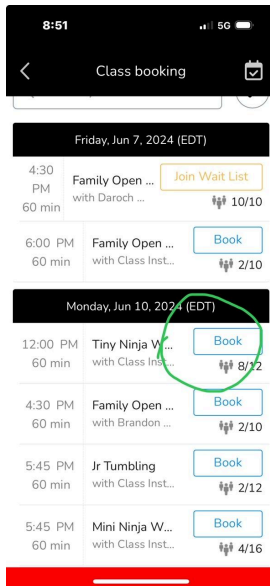 8:51 5G
Class booking
Friday, Jun 7, 2024 (EDT)
4:30 PM
60 min
Family Open ...
with Daroch ...
Join Wait List
10/10
6:00 PM
60 min
Family Open ...
with Class Inst...
Book
2/10
Monday, Jun 10, 2024 (EDT)
12:00 PM
60 min
Tiny Ninja W...
with Class Inst...
Book
8/12
4:30 PM
60 min
Family Open ...
with Brandon ...
Book
2/10
5:45 PM
60 min
Jr Tumbling
with Class Inst...
Book
2/12
5:45 PM
60 min
Mini Ninja W...
with Class Inst...
Book
4/16